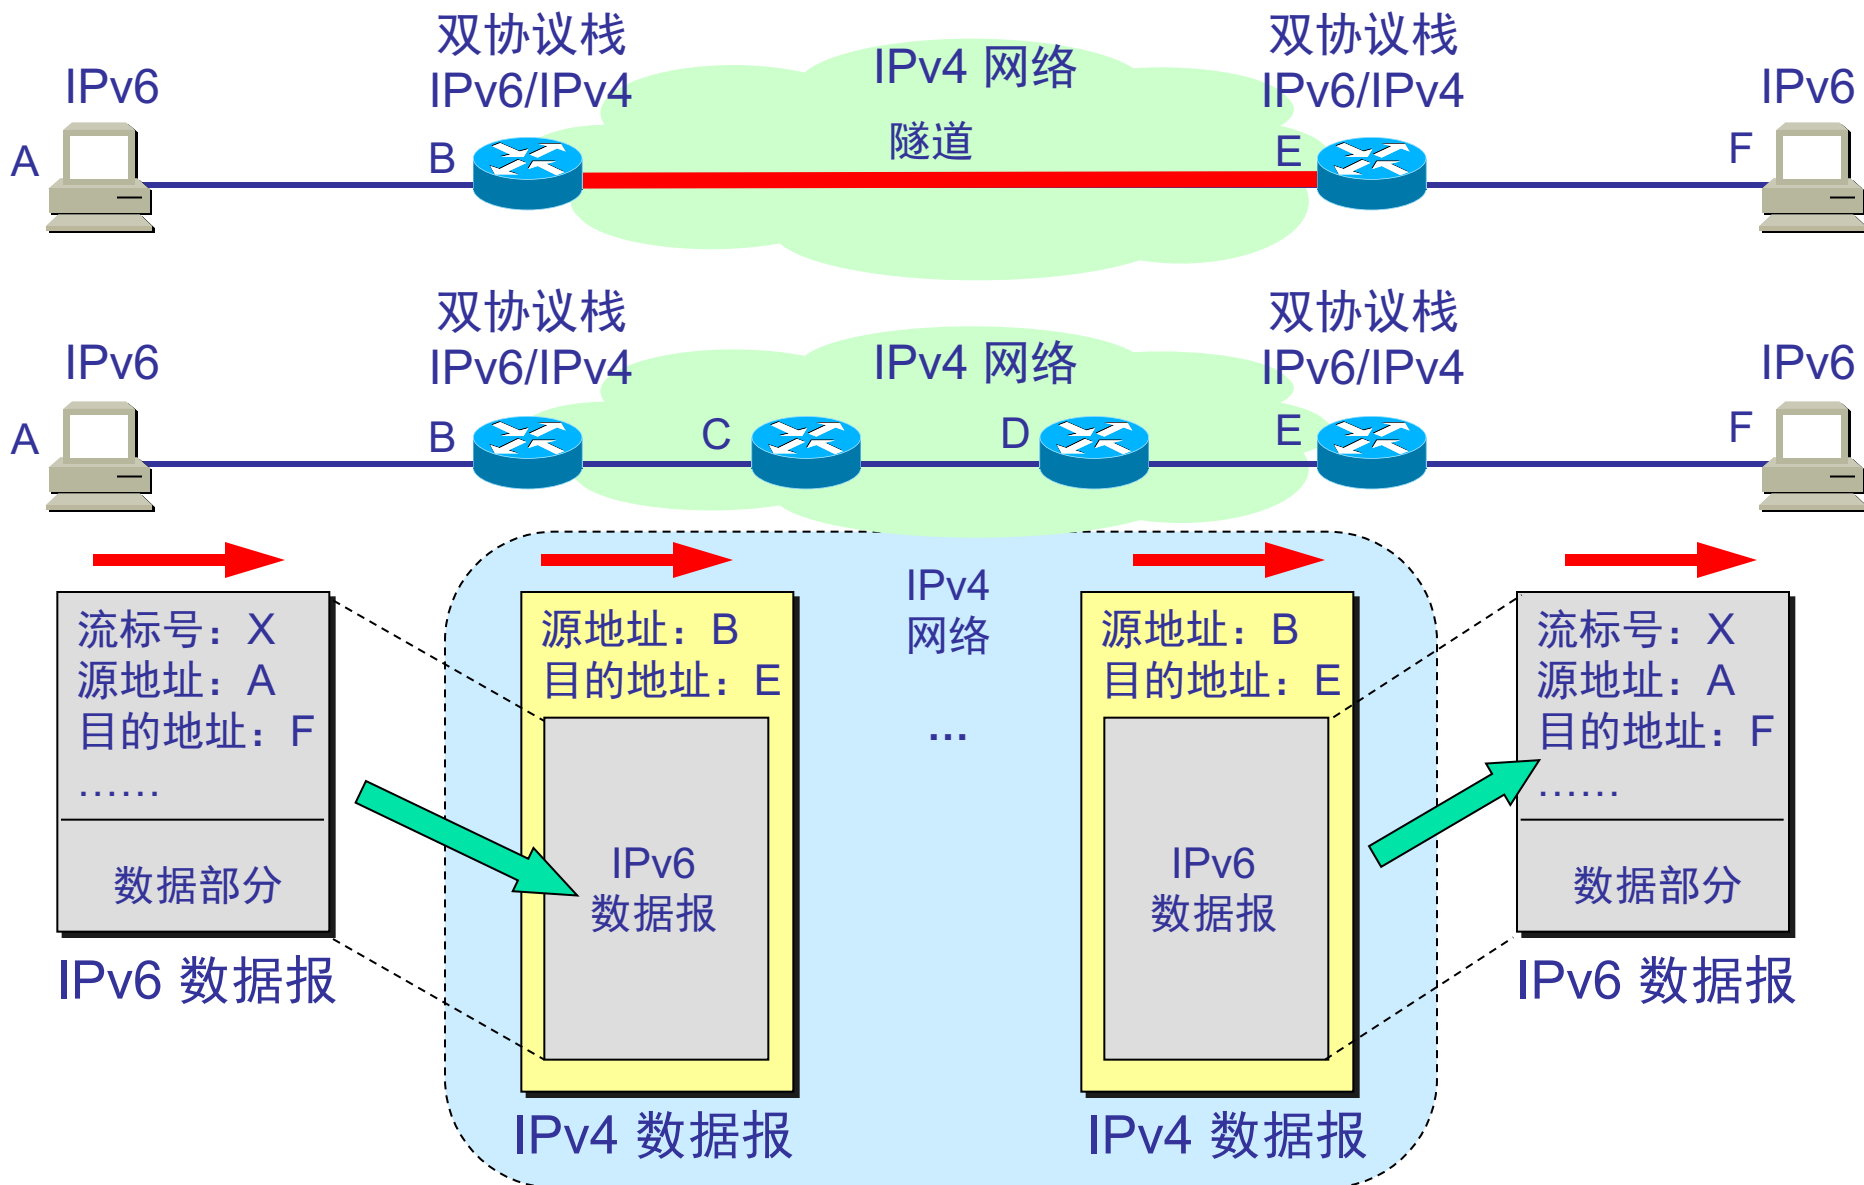 双协议栈
IPv6/IPv4
IPv4 网络
双协议栈
IPv6/IPv4
IPv6
IPv6
隧道
A
B
E
F
双协议栈
IPv6/IPv4
IPv4 网络
双协议栈
IPv6/IPv4
IPv6
IPv6
A
B
C
D
E
F
流标号：X
源地址：A
目的地址：F
……
数据部分
IPv6 数据报
源地址：B
目的地址：E
IPv6
数据报
IPv4 数据报
IPv4
网络
…
源地址：B
目的地址：E
IPv6
数据报
IPv4 数据报
流标号：X
源地址：A
目的地址：F
……
数据部分
IPv6 数据报